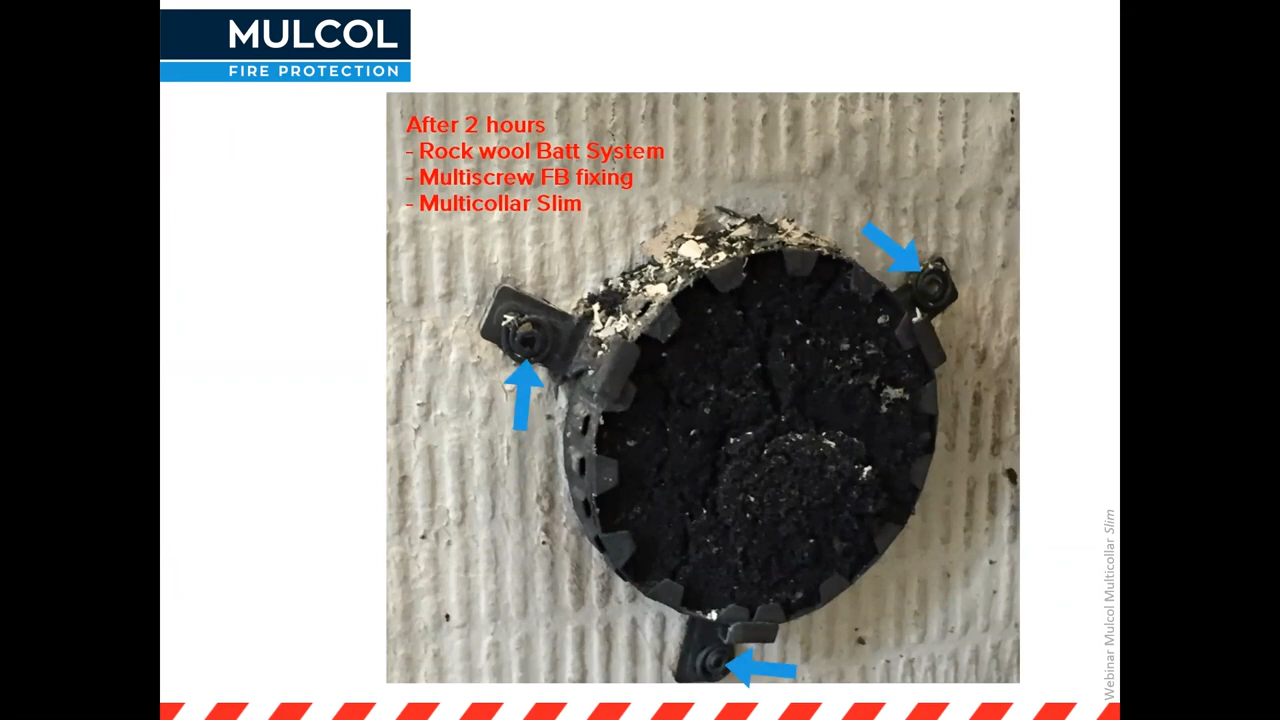 MULCOL
FIRE PROTECTION
After 2 hours
- Rock wool Batt System
- Multiscrew FB fixing
- Multicollar Slim
Webinar Mulcol Multicollar Slim